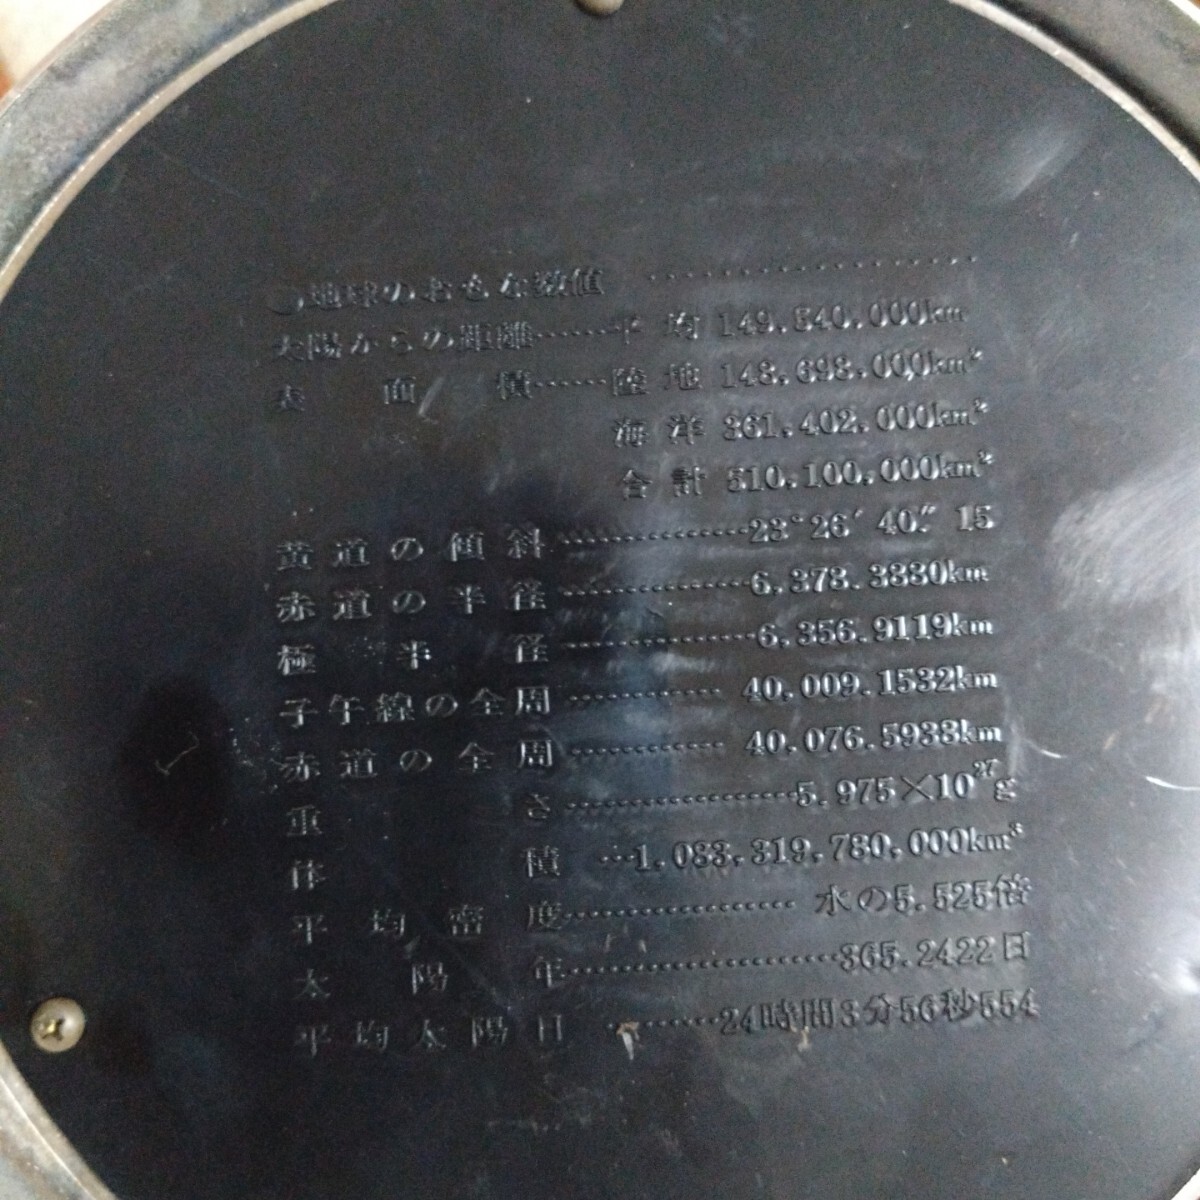 ○地球のおもな数値 ……………………
太陽からの距離……平均 149.540.000km
表面積……陸地 148.698.000km²
海洋 361.402.000km²
合計 510.100,000km²
黄道の傾斜………………23°26′40″.15
赤道の半径………………6,378.3880km
極半径………………6,356.9119km
子午線の全周…………… 40.009.1532km
赤道の全周…………… 40.076.5938km
重さ……………………5.975×10²⁷g
体積 …1.083,319,780,000km³
平均密度…………………… 水の5.525倍
太陽年………………………365.2422日
平均太陽日 ………24時間3分56秒554